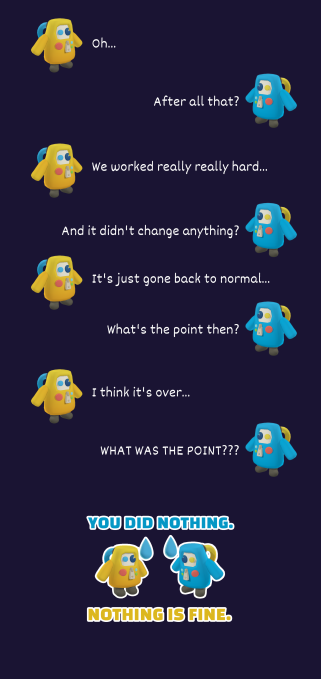 Oh...
After all that?
We worked really really hard...
And it didn't change anything?
It's just gone back to normal...
What's the point then?
I think it's over...
WHAT WAS THE POINT???
YOU DID NOTHING.
NOTHING IS FINE.